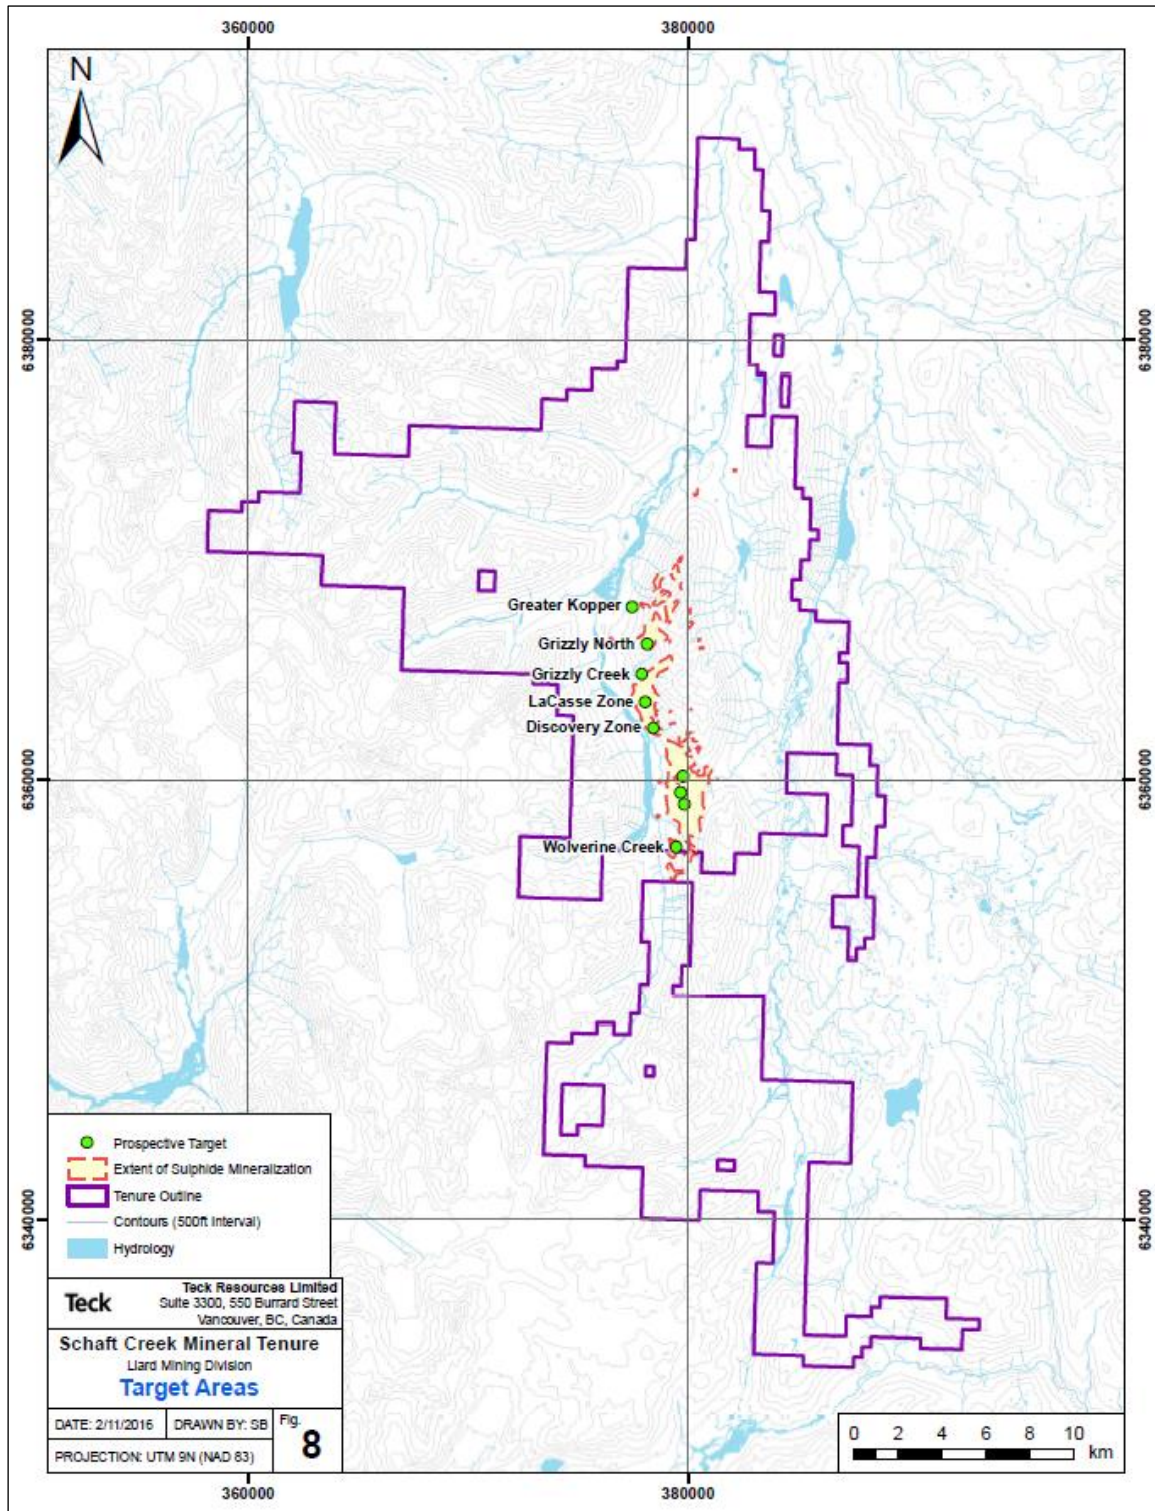 360000
380000
N
6380000
6380000
Greater Kopper
Grizzly North
Grizzly Creek
LaCasse Zone
Discovery Zone
6360000
6360000
Wolverine Creek
Prospective Target
Extent of Sulphide Mineralization
Tenure Outline
Contours (500ft Interval)
Hydrology
6340000
6340000
Teck
Teck Resources Limited
Suite 3300, 550 Burrard Street
Vancouver, BC, Canada
Schaft Creek Mineral Tenure
Liard Mining Division
Target Areas
DATE: 2/11/2016
DRAWN BY: SB
Fig.
8
PROJECTION: UTM 9N (NAD 83)
0 2 4 6 8 10
km
360000
380000